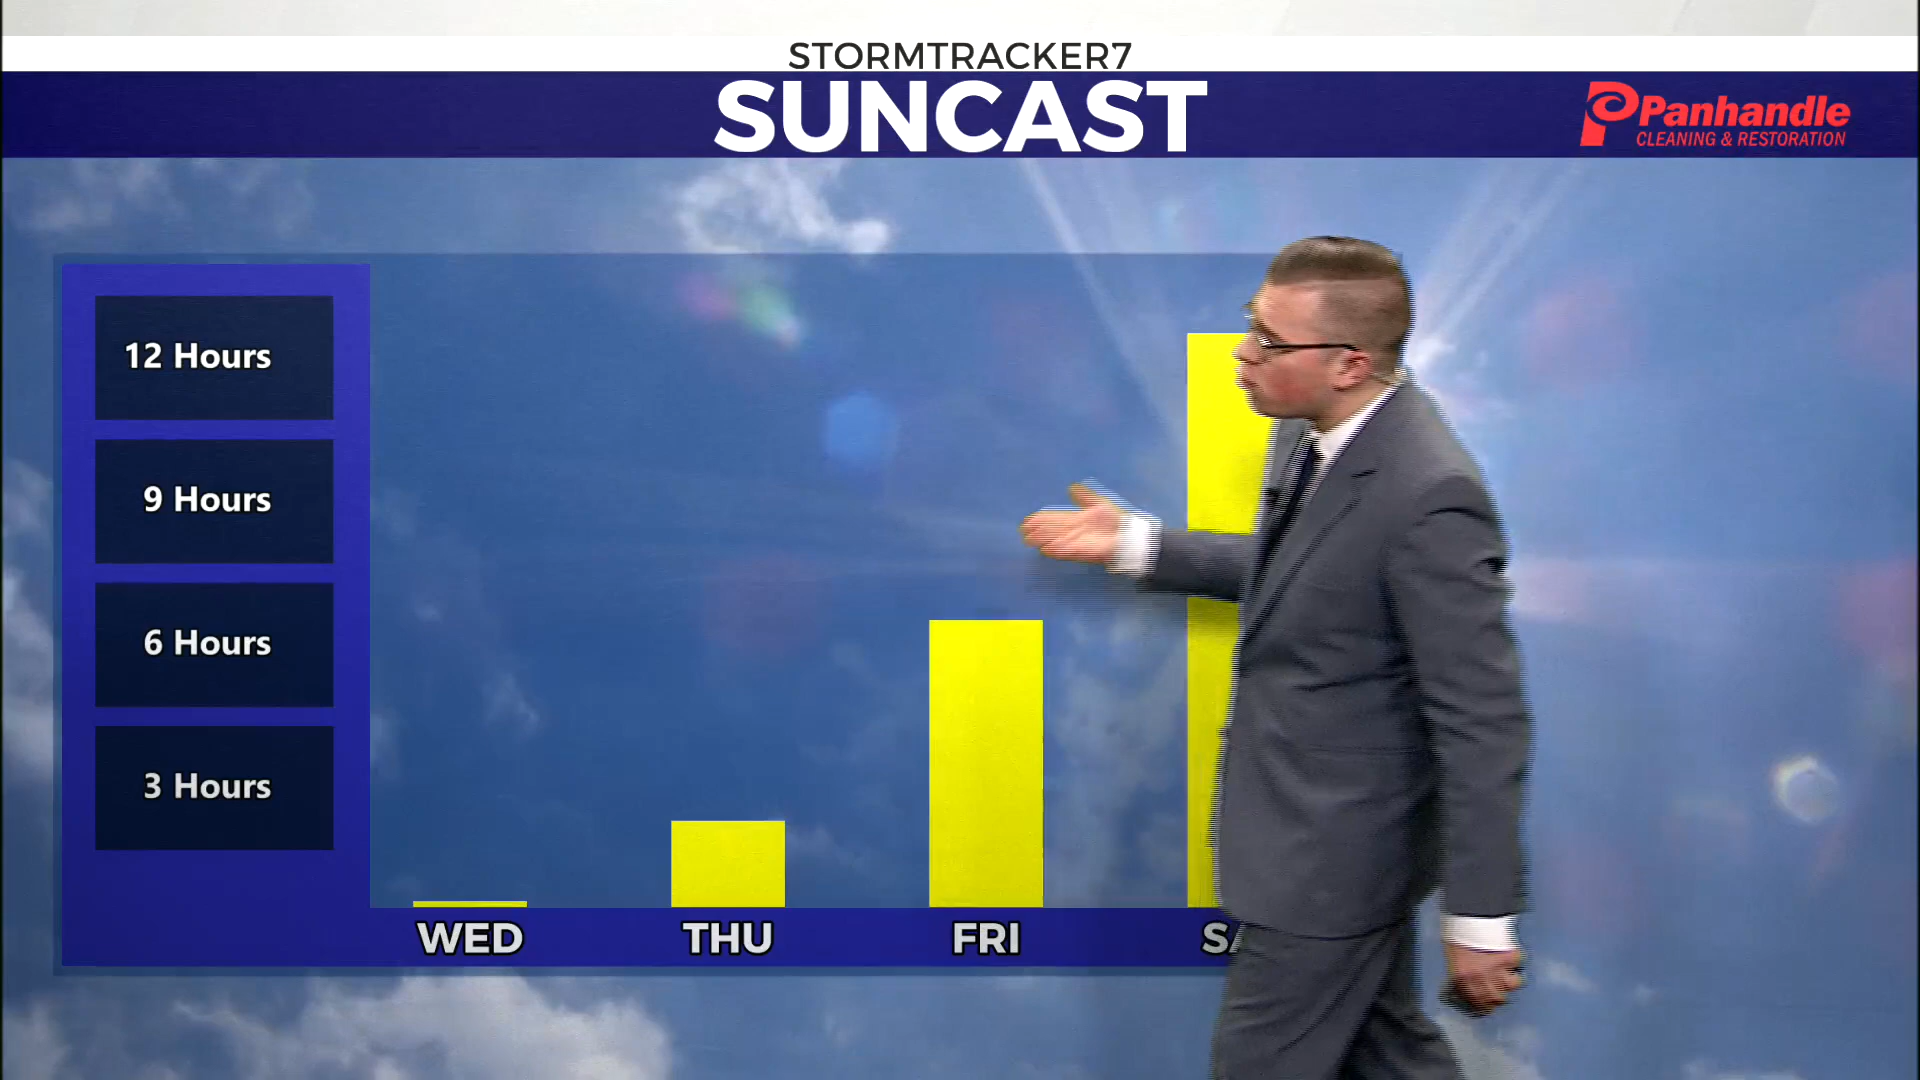 STORMTRACKER7
SUNCAST
Panhandle
CLEANING & RESTORATION
12 Hours
9 Hours
6 Hours
3 Hours
WED THU FRI